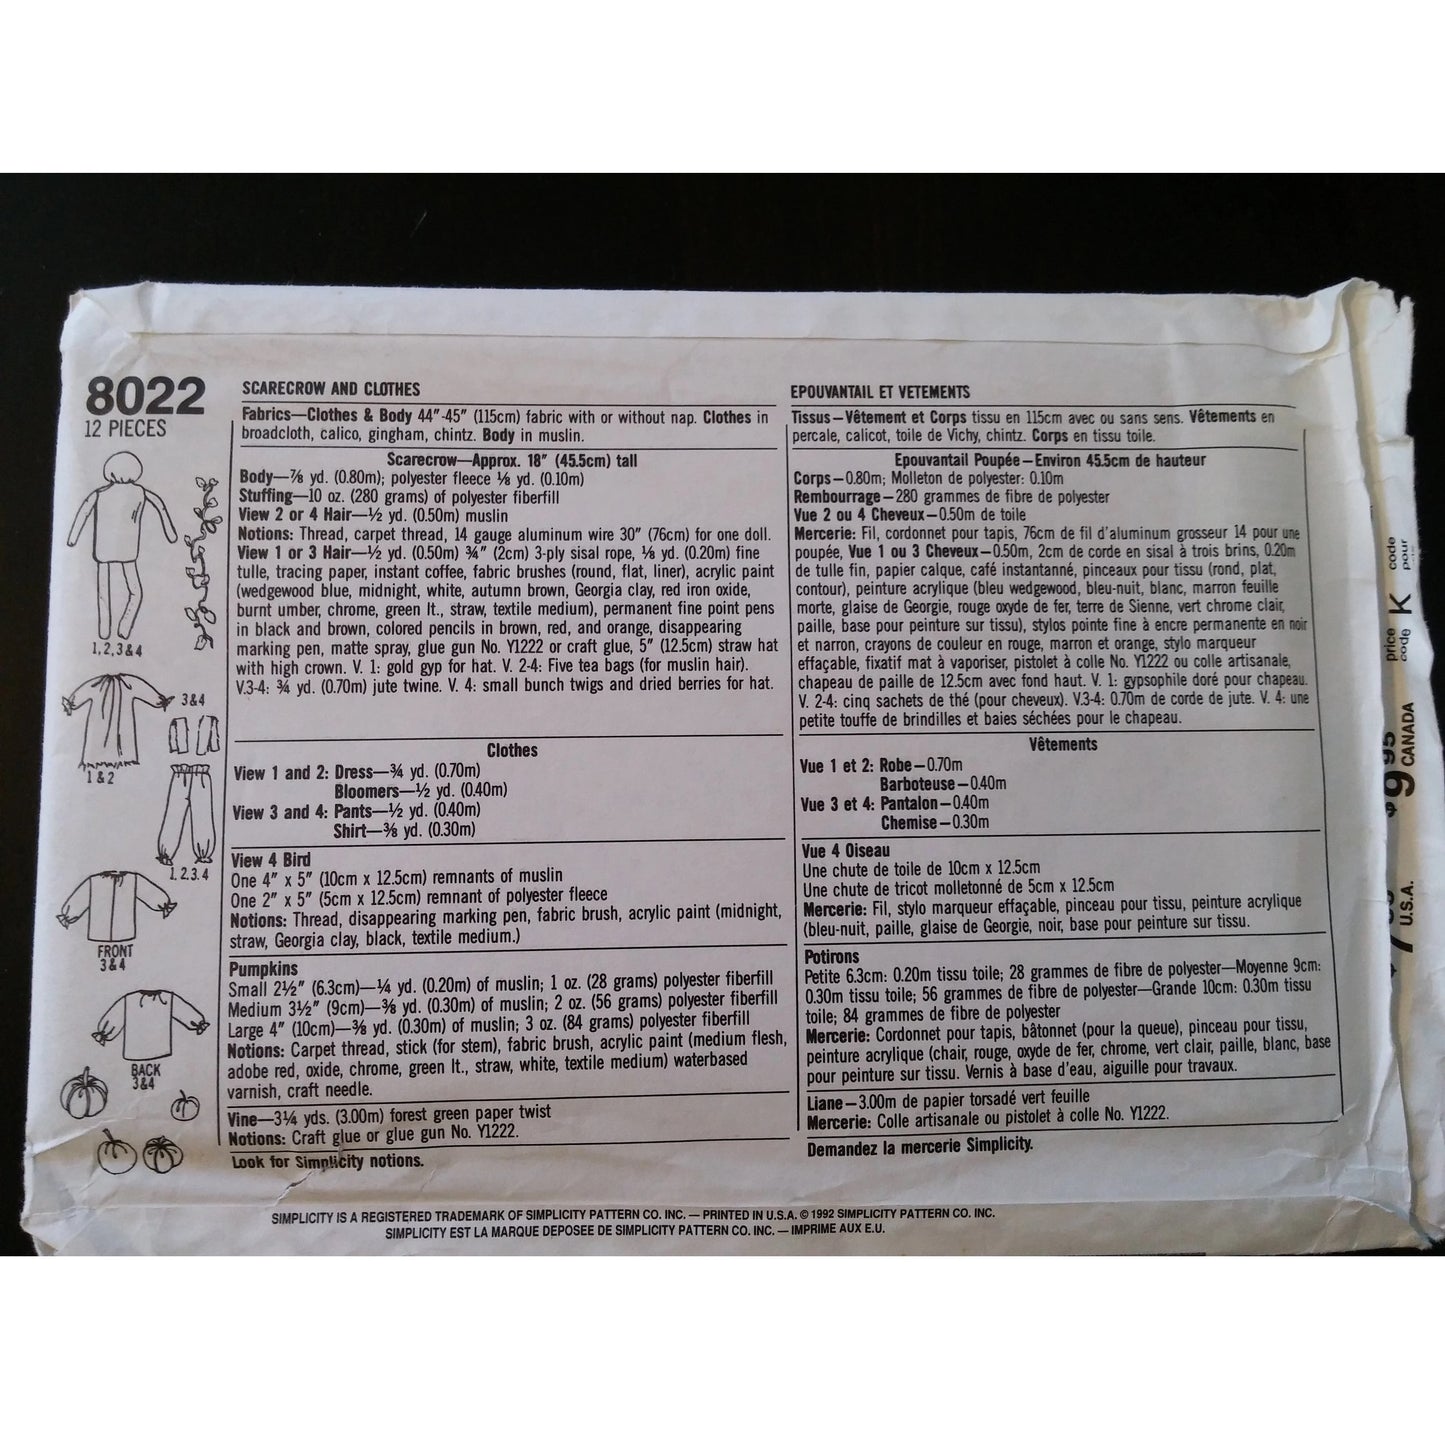 8022
12 PIECES
1, 2, 3 & 4
3 & 4
1 & 2
1, 2, 3, 4
FRONT
3 & 4
BACK
3 & 4
SCARECROW AND CLOTHES
Fabrics—Clothes & Body 44"-45" (115cm) fabric with or without nap. Clothes in
broadcloth, calico, gingham, chintz. Body in muslin.
Scarecrow—Approx. 18" (45.5cm) tall
Body—⅞ yd. (0.80m); polyester fleece ⅛ yd. (0.10m)
Stuffing—10 oz. (280 grams) of polyester fiberfill
View 2 or 4 Hair—½ yd. (0.50m) muslin
Notions: Thread, carpet thread, 14 gauge aluminum wire 30" (76cm) for one doll.
View 1 or 3 Hair—½ yd. (0.50m) ¾" (2cm) 3-ply sisal rope, ⅛ yd. (0.20m) fine
tulle, tracing paper, instant coffee, fabric brushes (round, flat, liner), acrylic paint
(wedgewood blue, midnight, white, autumn brown, Georgia clay, red iron oxide,
burnt umber, chrome, green lt., straw, textile medium), permanent fine point pens
in black and brown, colored pencils in brown, red, and orange, disappearing
marking pen, matte spray, glue gun No. Y1222 or craft glue, 5" (12.5cm) straw hat
with high crown. V. 1: gold gyp for hat. V. 2-4: Five tea bags (for muslin hair).
V.3-4: ¾ yd. (0.70m) jute twine. V. 4: small bunch twigs and dried berries for hat.
Clothes
View 1 and 2: Dress—¾ yd. (0.70m)
Bloomers—½ yd. (0.40m)
View 3 and 4: Pants—½ yd. (0.40m)
Shirt—⅜ yd. (0.30m)
View 4 Bird
One 4" x 5" (10cm x 12.5cm) remnants of muslin
One 2" x 5" (5cm x 12.5cm) remnant of polyester fleece
Notions: Thread, disappearing marking pen, fabric brush, acrylic paint (midnight,
straw, Georgia clay, black, textile medium.)
Pumpkins
Small 2½" (6.3cm)—¼ yd. (0.20m) of muslin; 1 oz. (28 grams) polyester fiberfill
Medium 3½" (9cm)—⅜ yd. (0.30m) of muslin; 2 oz. (56 grams) polyester fiberfill
Large 4" (10cm)—⅜ yd. (0.30m) of muslin; 3 oz. (84 grams) polyester fiberfill
Notions: Carpet thread, stick (for stem), fabric brush, acrylic paint (medium flesh,
adobe red, oxide, chrome, green lt., straw, white, textile medium) waterbased
varnish, craft needle.
Vine—3¼ yds. (3.00m) forest green paper twist
Notions: Craft glue or glue gun No. Y1222.
Look for Simplicity notions.
EPOUVANTAIL ET VETEMENTS
Tissus—Vêtement et Corps tissu en 115cm avec ou sans sens. Vêtements en
percale, calicot, toile de Vichy, chintz. Corps en tissu toile.
Epouvantail Poupée—Environ 45.5cm de hauteur
Corps—0.80m; Molleton de polyester: 0.10m
Rembourrage—280 grammes de fibre de polyester
Vue 2 ou 4 Cheveux—0.50m de toile
Mercerie: Fil, cordonnet pour tapis, 76cm de fil d'aluminum grosseur 14 pour une
poupée, Vue 1 ou 3 Cheveux—0.50m, 2cm de corde en sisal à trois brins, 0.20m
de tulle fin, papier calque, café instantanné, pinceaux pour tissu (rond, plat,
contour), peinture acrylique (bleu wedgewood, bleu-nuit, blanc, marron feuille
morte, glaise de Georgie, rouge oxyde de fer, terre de Sienne, vert chrome clair,
paille, base pour peinture sur tissu), stylos pointe fine à encre permanente en noir
et narron, crayons de couleur en rouge, marron et orange, stylo marqueur
effaçable, fixatif mat à vaporiser, pistolet à colle No. Y1222 ou colle artisanale,
chapeau de paille de 12.5cm avec fond haut. V. 1: gypsophile doré pour chapeau.
V. 2-4: cinq sachets de thé (pour cheveux). V.3-4: 0.70m de corde de jute. V. 4: une
petite touffe de brindilles et baies séchées pour le chapeau.
Vêtements
Vue 1 et 2: Robe—0.70m
Barboteuse—0.40m
Vue 3 et 4: Pantalon—0.40m
Chemise—0.30m
Vue 4 Oiseau
Une chute de toile de 10cm x 12.5cm
Une chute de tricot molletonné de 5cm x 12.5cm
Mercerie: Fil, stylo marqueur effaçable, pinceau pour tissu, peinture acrylique
(bleu-nuit, paille, glaise de Georgie, noir, base pour peinture sur tissu.
Potirons
Petite 6.3cm: 0.20m tissu toile; 28 grammes de fibre de polyester—Moyenne 9cm:
0.30m tissu toile; 56 grammes de fibre de polyester—Grande 10cm: 0.30m tissu
toile; 84 grammes de fibre de polyester
Mercerie: Cordonnet pour tapis, bâtonnet (pour la queue), pinceau pour tissu,
peinture acrylique (chair, rouge, oxyde de fer, chrome, vert clair, paille, blanc, base
pour peinture sur tissu. Vernis à base d'eau, aiguille pour travaux.
Liane—3.00m de papier torsadé vert feuille
Mercerie: Colle artisanale ou pistolet à colle No. Y1222.
Demandez la mercerie Simplicity.
SIMPLICITY IS A REGISTERED TRADEMARK OF SIMPLICITY PATTERN CO. INC. — PRINTED IN U.S.A. © 1992 SIMPLICITY PATTERN CO. INC.
SIMPLICITY EST LA MARQUE DEPOSEE DE SIMPLICITY PATTERN CO. INC. — IMPRIME AUX E.U.
U.S.A.
$9 95
CANADA
price
code
K
code
pour